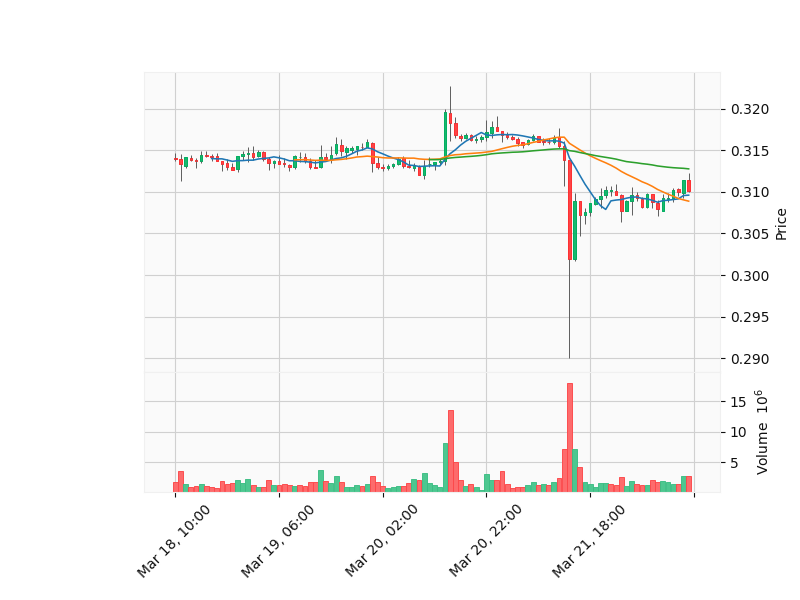 0.320
0.315
0.310
0.305
0.300
0.295
0.290
Price
15
10
5
Volume 10⁶
Mar 18, 10:00
Mar 19, 06:00
Mar 20, 02:00
Mar 20, 22:00
Mar 21, 18:00